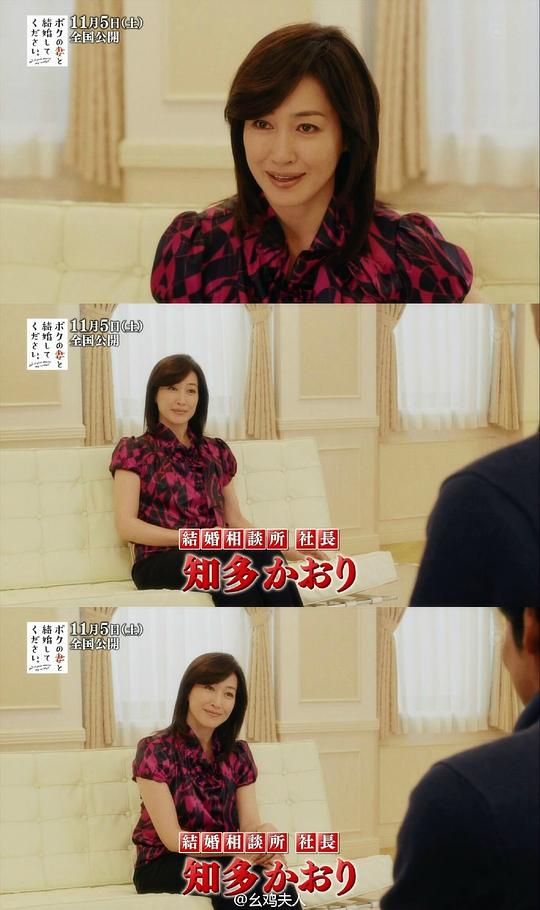 ボクの妻と
結婚して
ください。
11月5日(土)
全国公開
ボクの妻と
結婚して
ください。
11月5日(土)
全国公開
結婚相談所 社長
知多かおり
ボクの妻と
結婚して
ください。
11月5日(土)
全国公開
結婚相談所 社長
知多かおり
@幺鸡夫人